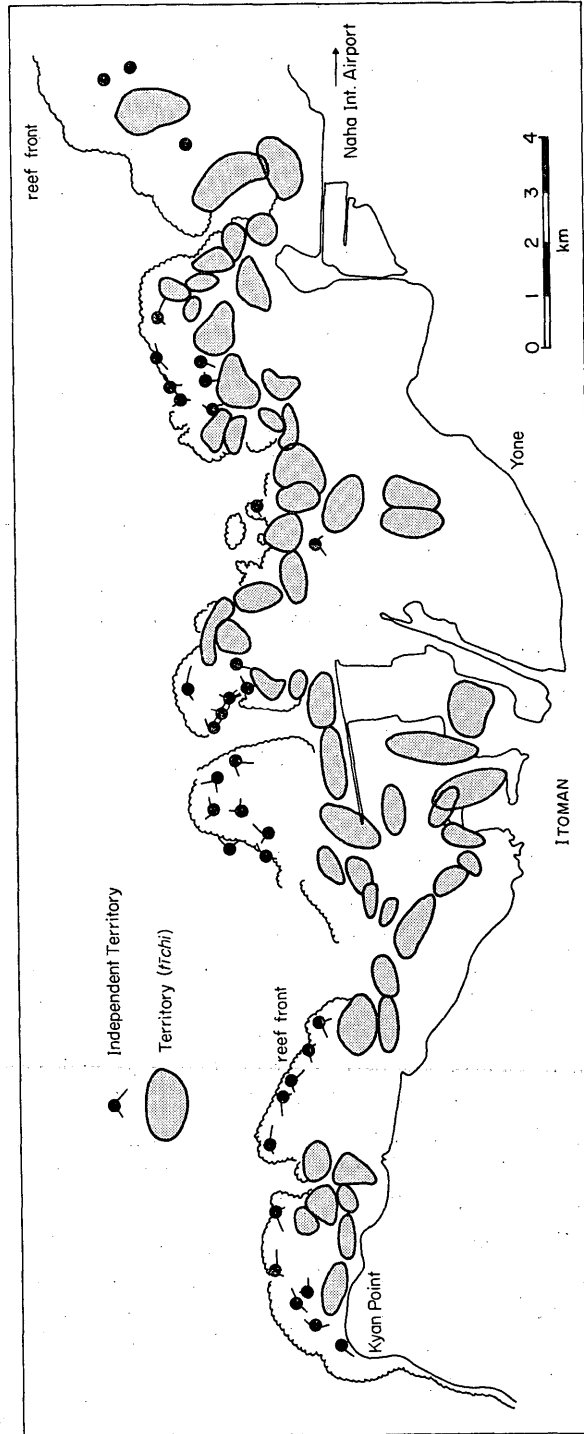 Independent Territory
Territory (tīchi)
reef front
reef front
Naha Int. Airport
Kyan Point
ITOMAN
Yone
0 1 2 3 4
km